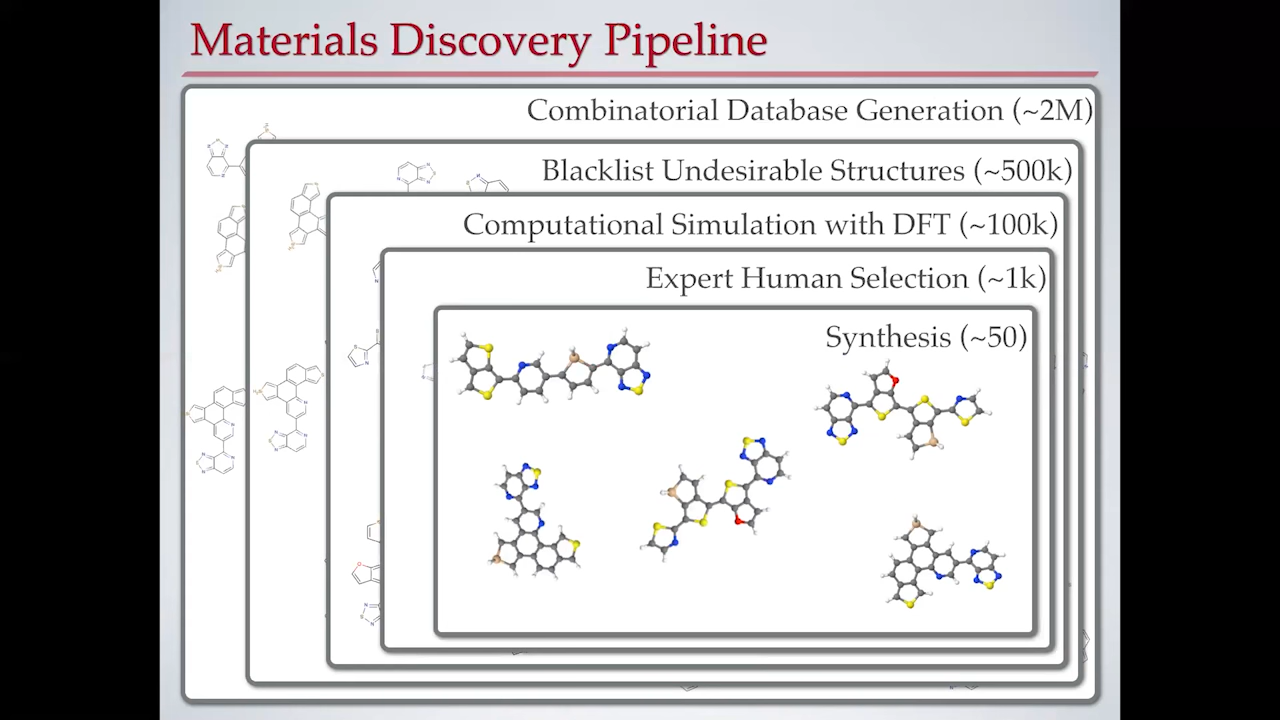 Materials Discovery Pipeline
Combinatorial Database Generation (~2M)
Blacklist Undesirable Structures (~500k)
Computational Simulation with DFT (~100k)
Expert Human Selection (~1k)
Synthesis (~50)